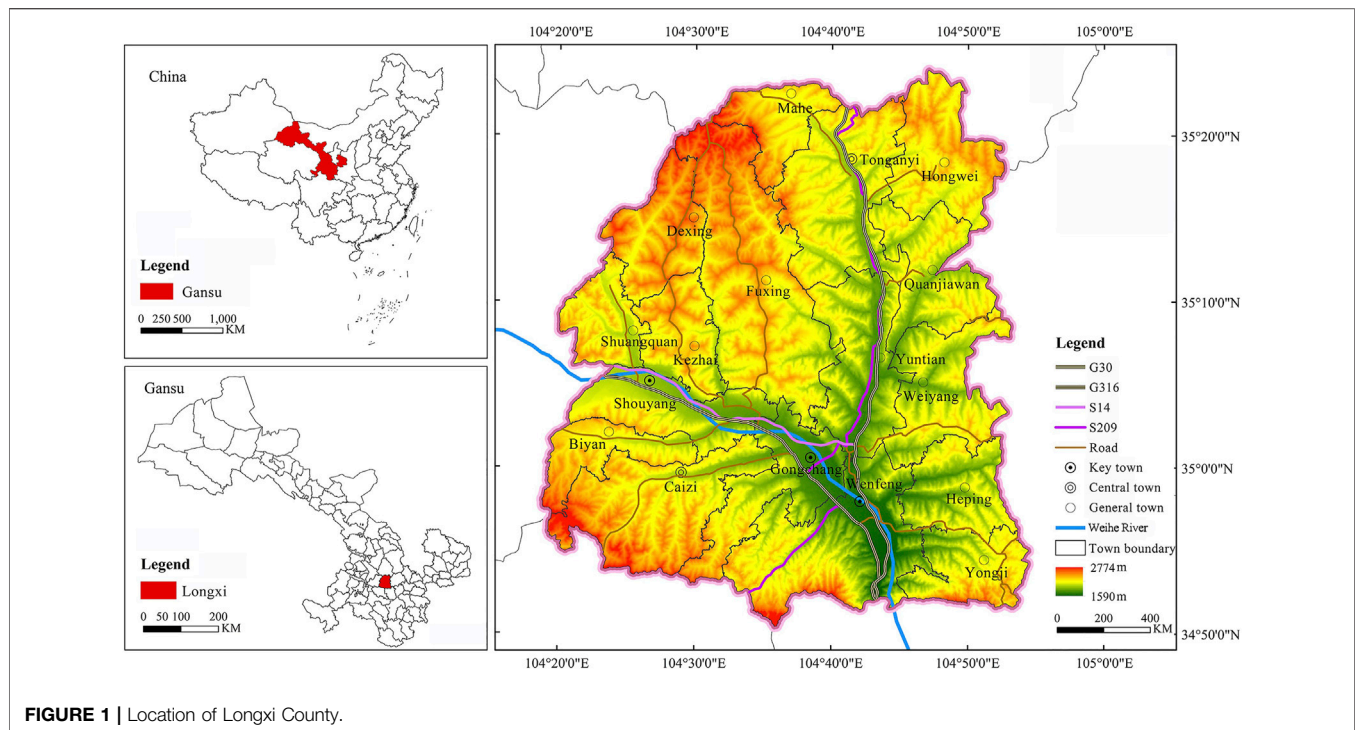 China
Legend
Gansu
0 250 500 1,000
KM
Gansu
Legend
Longxi
0 50 100 200
KM
104°20'0"E 104°30'0"E 104°40'0"E 104°50'0"E 105°0'0"E
35°20'0"N
35°10'0"N
35°0'0"N
34°50'0"N
Mahe
Tonganyi
Hongwei
Dexing
Fuxing
Quanjiawan
Shuangquan
Kezhai
Yuntian
Weiyang
Shouyang
Biyan
Caizi
Gongchang
Wenfeng
Heping
Yongji
Legend
G30
G316
S14
S209
Road
Key town
Central town
General town
Weihe River
Town boundary
2774 m
1590 m
0 200 400
KM
104°20'0"E 104°30'0"E 104°40'0"E 104°50'0"E 105°0'0"E
FIGURE 1 | Location of Longxi County.